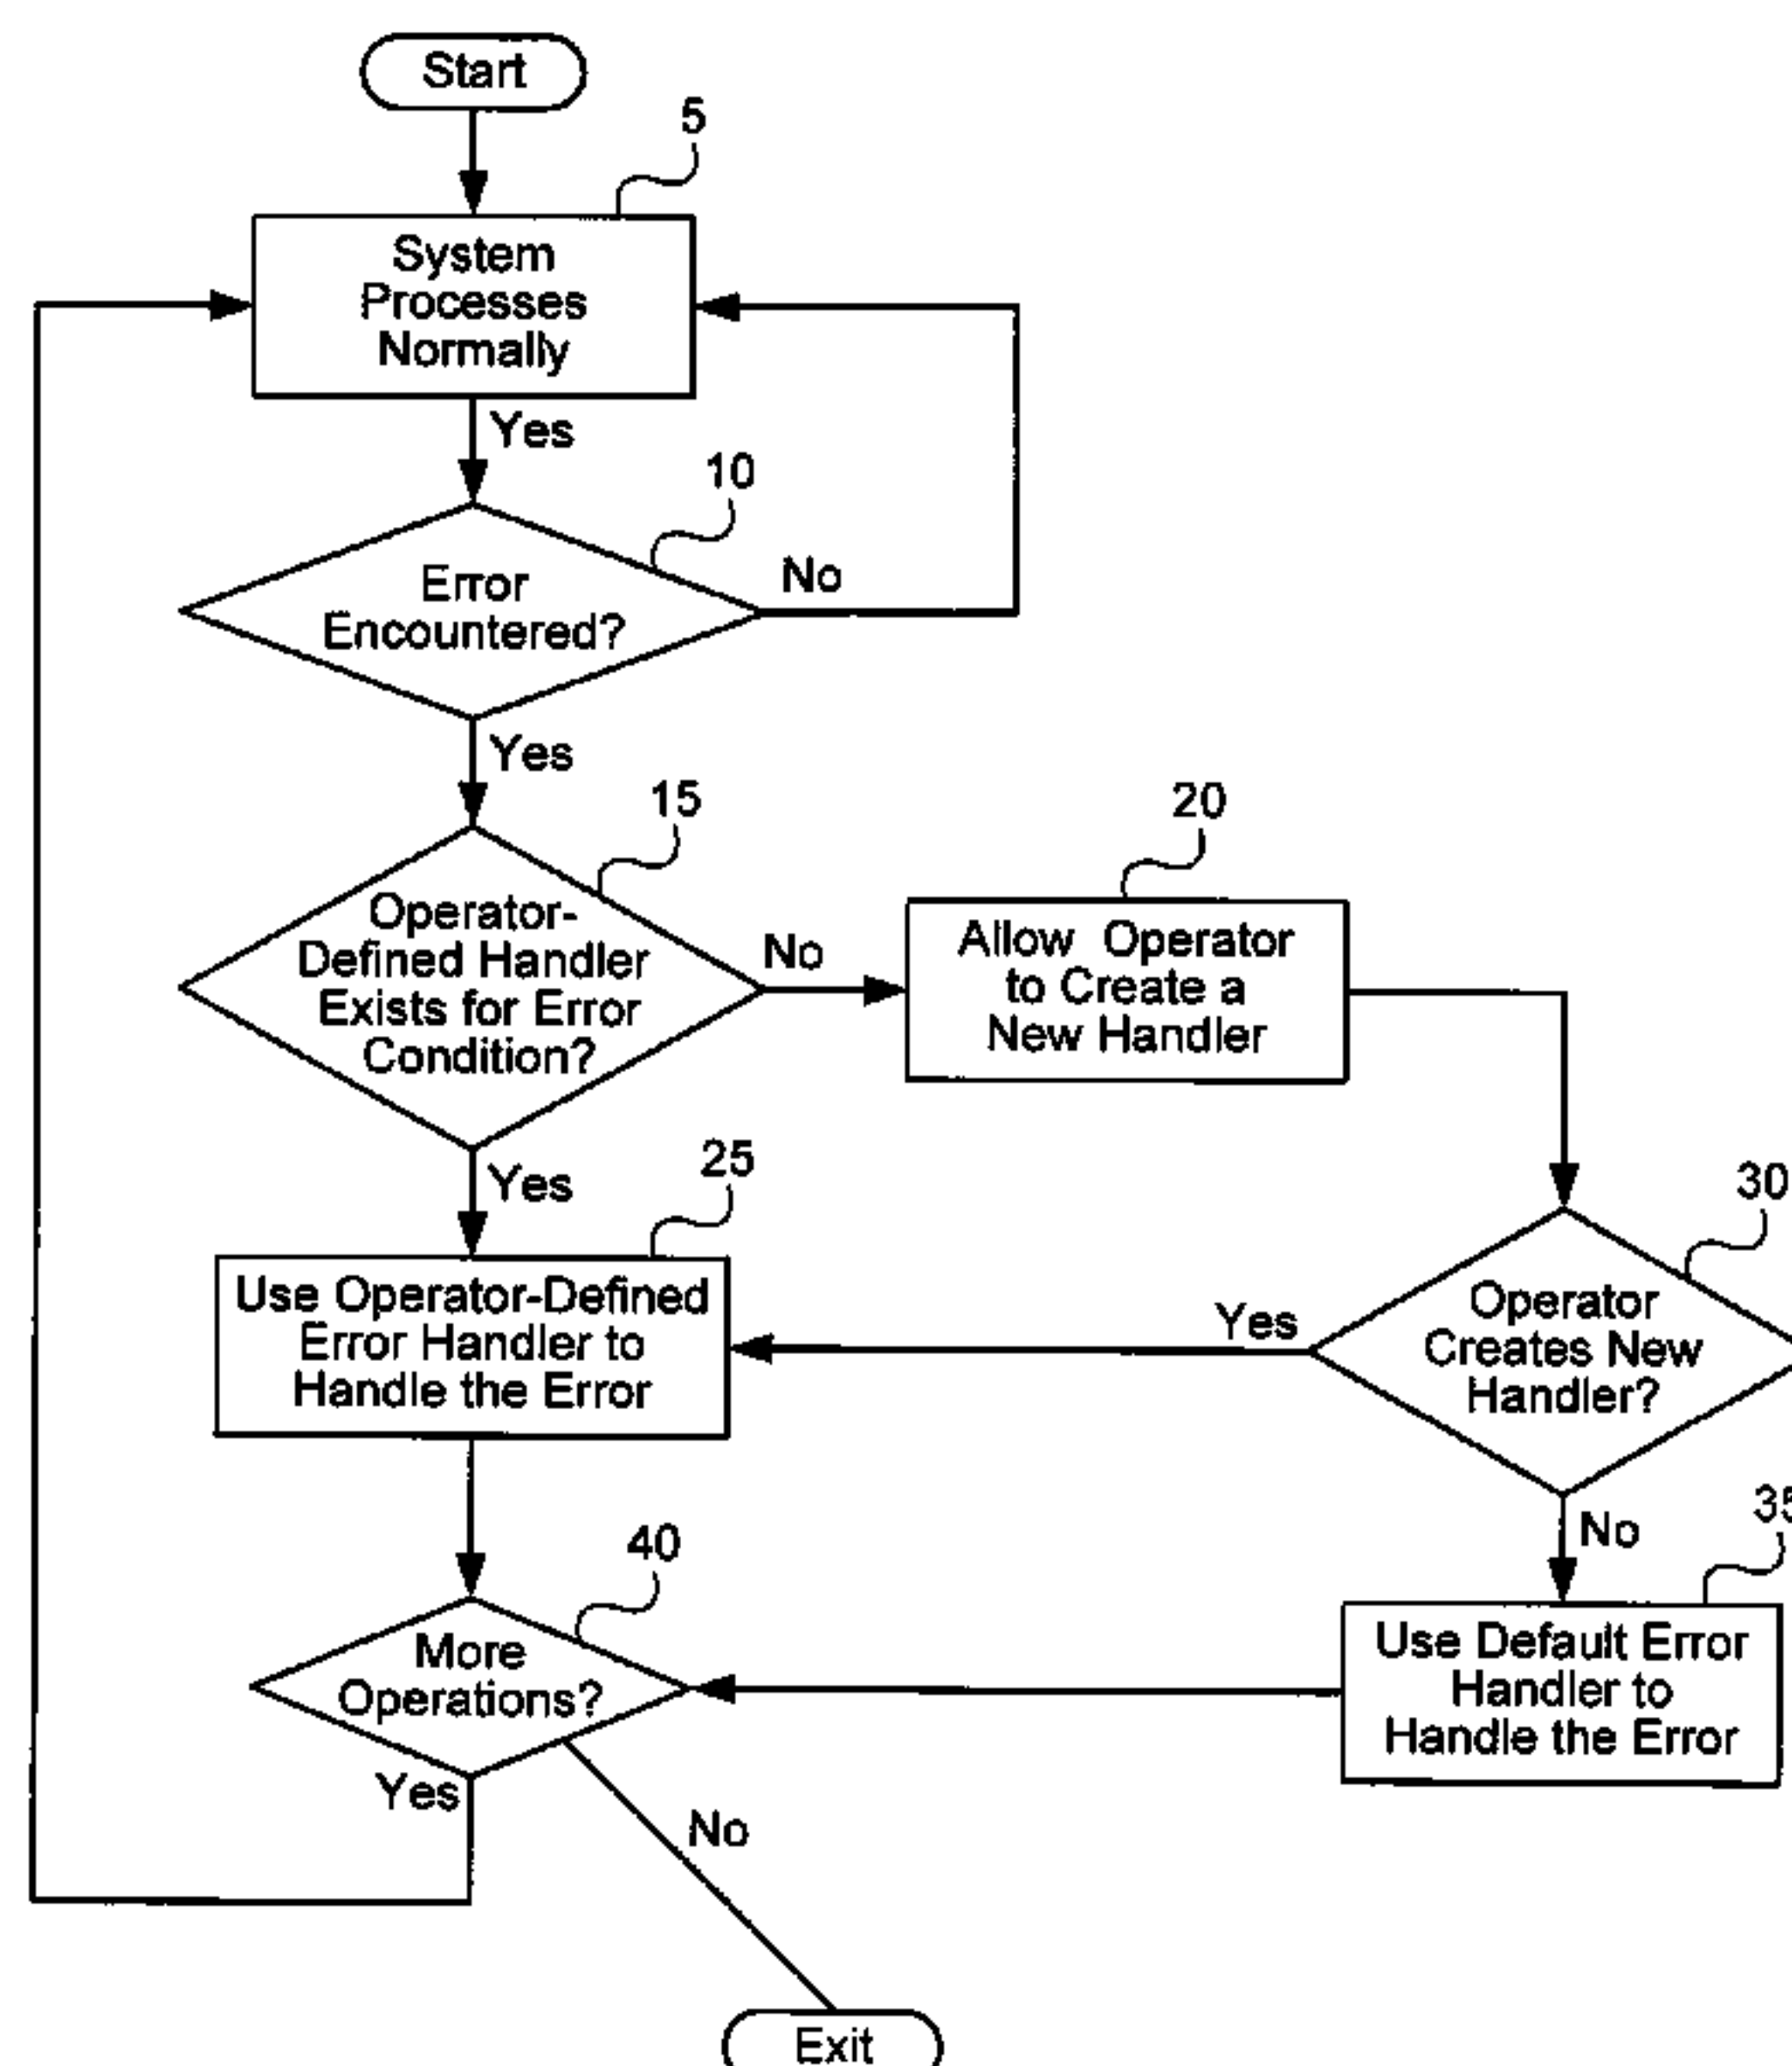 Start
5
System
Processes
Normally
Yes
10
Error
Encountered?
No
Yes
15
Operator-
Defined Handler
Exists for Error
Condition?
No
20
Allow Operator
to Create a
New Handler
Yes
25
Use Operator-Defined
Error Handler to
Handle the Error
30
Operator
Creates New
Handler?
Yes
No
35
Use Default Error
Handler to
Handle the Error
40
More
Operations?
Yes
No
Exit